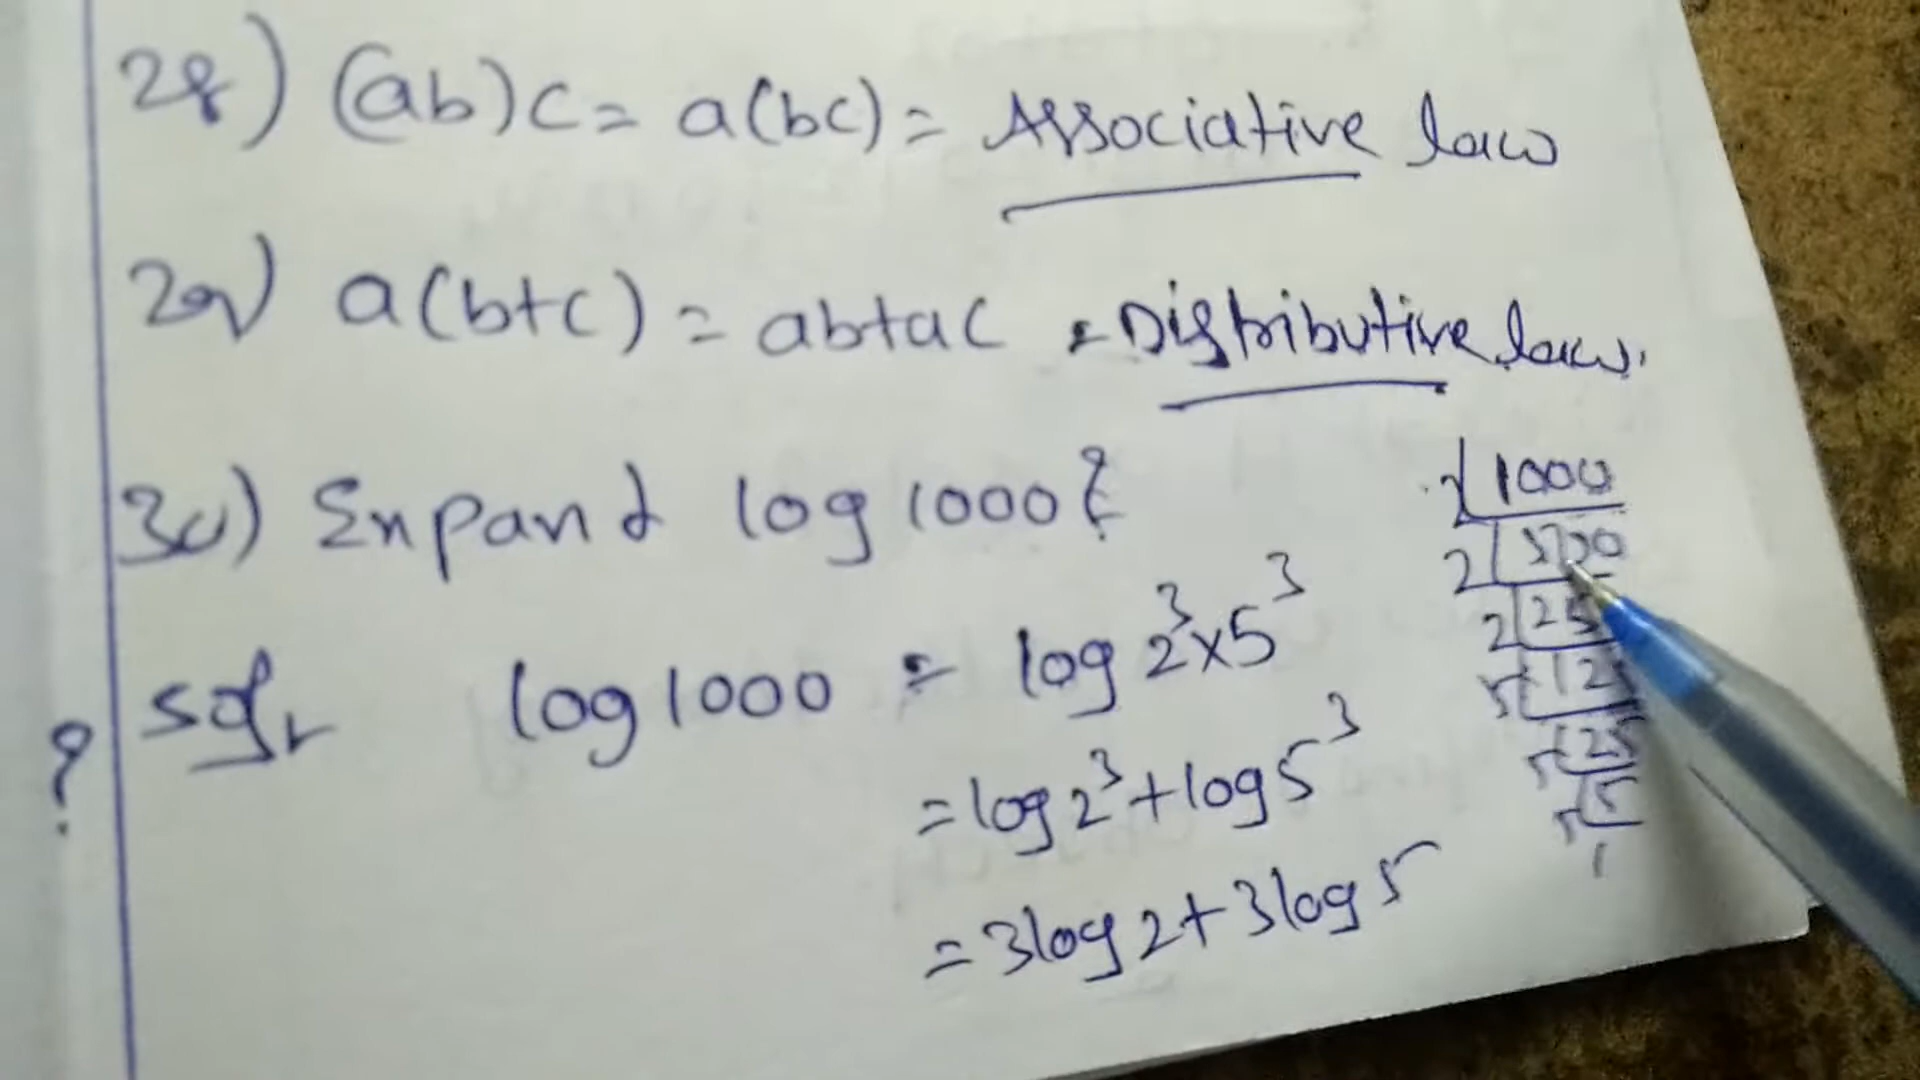 28) (ab)c = a(bc) = Associative law
29) a(b+c) = ab+ac = Distributive law.
30) Expand log 1000?
Sol, log 1000 = log 2³×5³
= log 2³ + log 5³
= 3log 2 + 3log 5
?
2 1000
2 500
2 25
5 12
5 25
5 5
1